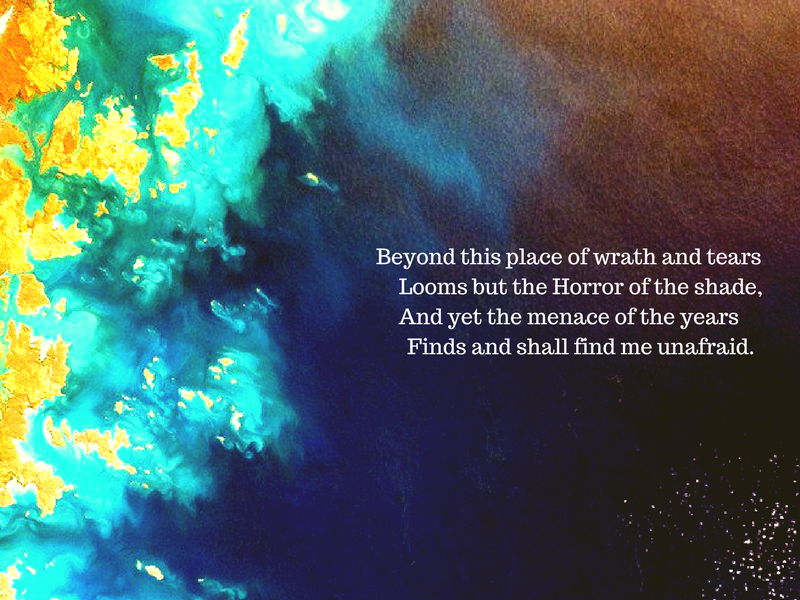 Beyond this place of wrath and tears
Looms but the Horror of the shade,
And yet the menace of the years
Finds and shall find me unafraid.